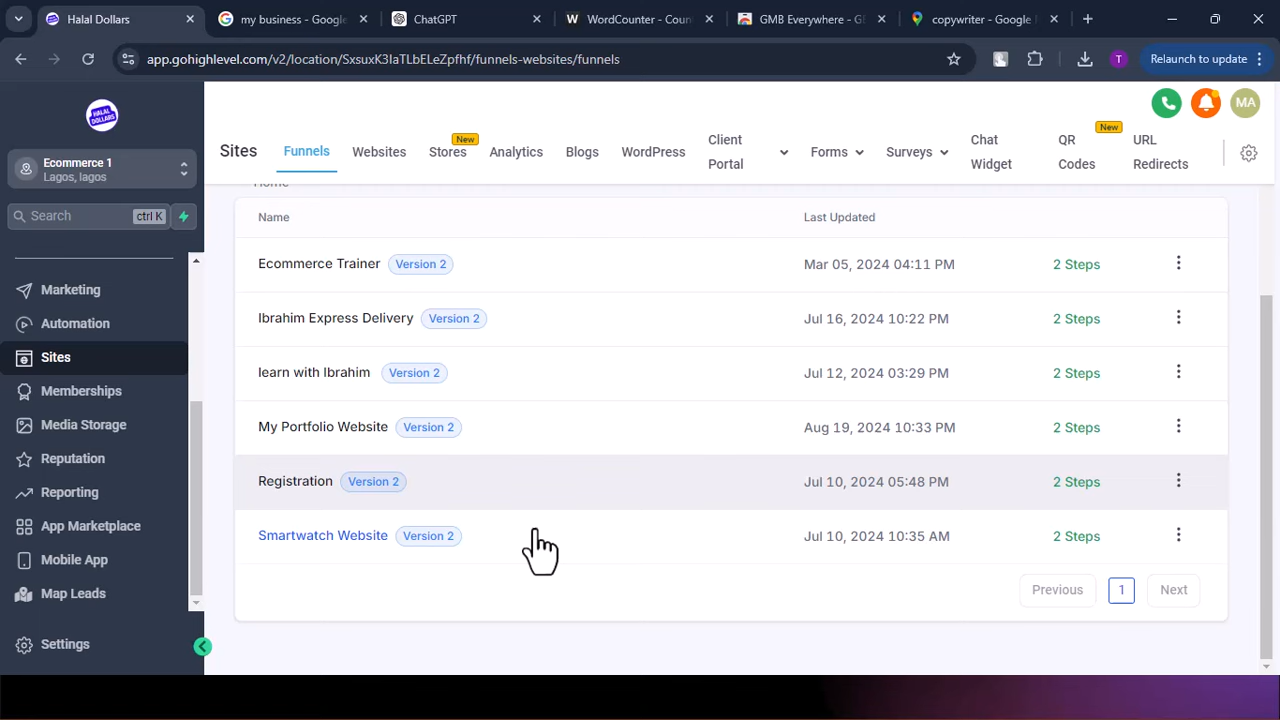 Halal Dollars
my business - Google
ChatGPT
WordCounter - Coun
GMB Everywhere - GE
copywriter - Google M
app.gohighlevel.com/v2/location/SxsuxK3IaTLbELeZpfhf/funnels-websites/funnels
T
Relaunch to update
HALAL
DOLLARS
MA
Ecommerce 1
Lagos, lagos
Search
ctrl K
Marketing
Automation
Sites
Memberships
Media Storage
Reputation
Reporting
App Marketplace
Mobile App
Map Leads
Settings
Sites
Funnels
Websites
New
Stores
Analytics
Blogs
WordPress
Client
Portal
Forms
Surveys
Chat
Widget
New
QR
Codes
URL
Redirects
Home
Name
Last Updated
Ecommerce Trainer Version 2 Mar 05, 2024 04:11 PM 2 Steps
Ibrahim Express Delivery Version 2 Jul 16, 2024 10:22 PM 2 Steps
learn with Ibrahim Version 2 Jul 12, 2024 03:29 PM 2 Steps
My Portfolio Website Version 2 Aug 19, 2024 10:33 PM 2 Steps
Registration Version 2 Jul 10, 2024 05:48 PM 2 Steps
Smartwatch Website Version 2 Jul 10, 2024 10:35 AM 2 Steps
Previous 1 Next